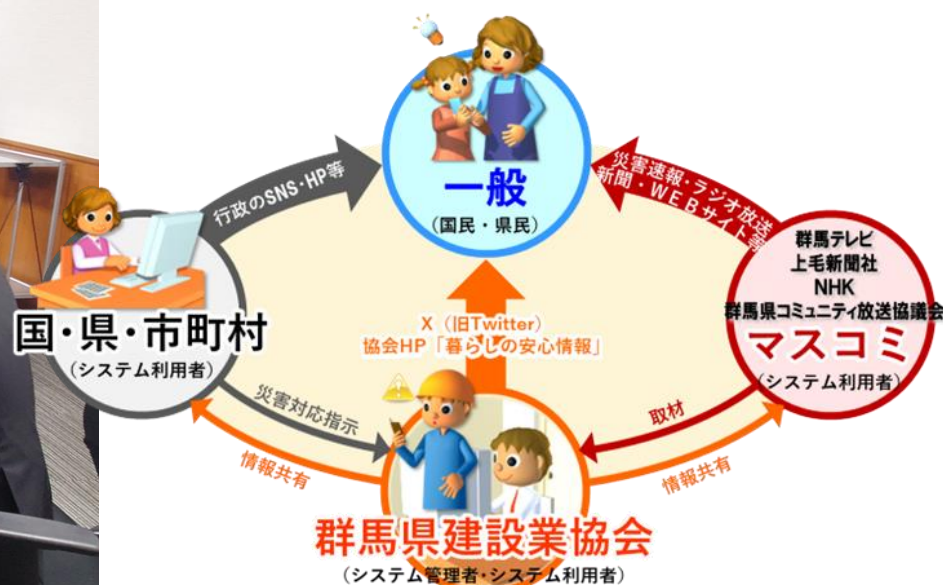 一般
(国民・県民)
行政のSNS・HP等
災害速報・ラジオ放送
新聞・WEBサイト等
群馬テレビ
上毛新聞社
NHK
群馬県コミュニティ放送協議会
マスコミ
(システム利用者)
国・県・市町村
(システム利用者)
X(旧Twitter)
協会HP「暮らしの安心情報」
災害対応指示
取材
情報共有
情報共有
群馬県建設業協会
(システム管理者・システム利用者)